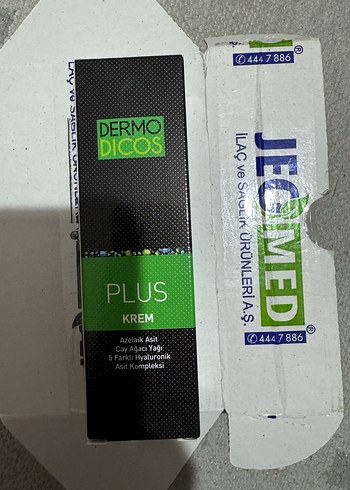 DERMO
DICOS
PLUS
KREM
Azelaik Asit
Çay Ağacı Yağı
5 Farklı Hyaluronik
Asit Kompleksi
444 7 886
JEOMED
İLAÇ ve SAĞLIK ÜRÜNLERİ A.Ş.
444 7 886